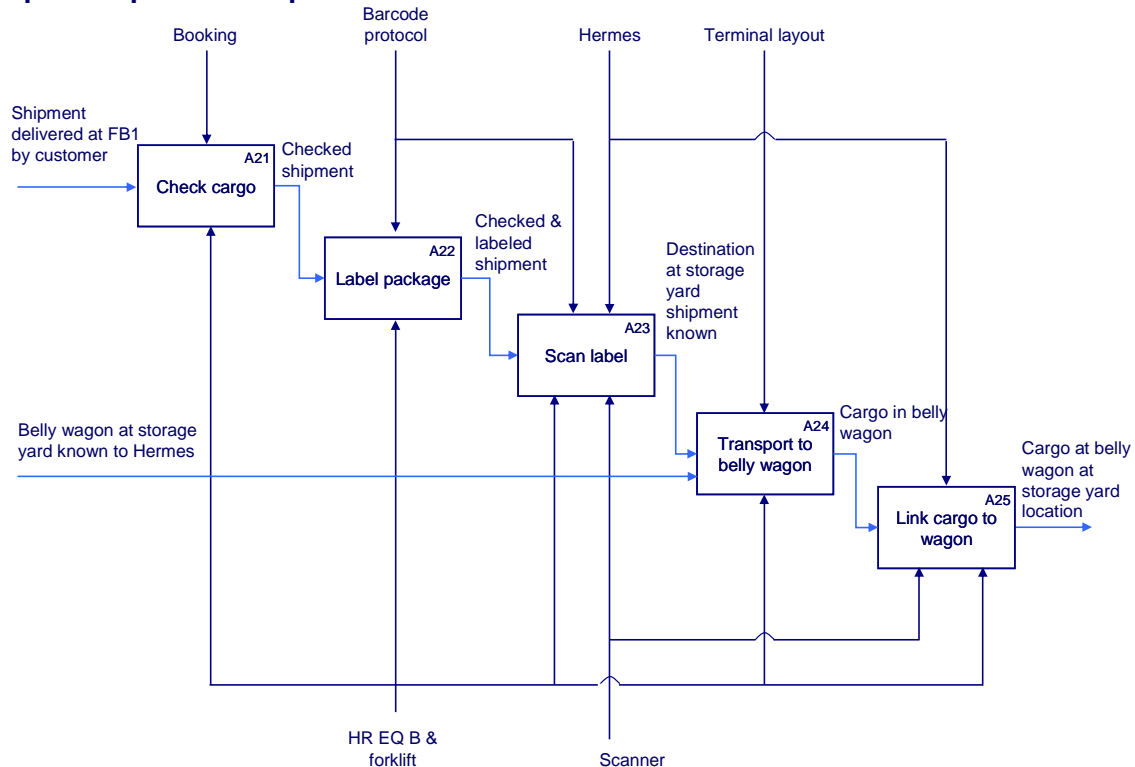 Booking
Barcode
protocol
Hermes
Terminal layout
Shipment
delivered at FB1
by customer
A21
Check cargo
Checked
shipment
A22
Label package
Checked &
labeled
shipment
A23
Scan label
Destination
at storage
yard
shipment
known
Belly wagon at storage
yard known to Hermes
A24
Transport to
belly wagon
Cargo in belly
wagon
A25
Link cargo to
wagon
Cargo at belly
wagon at
storage yard
location
HR EQ B &
forklift
Scanner